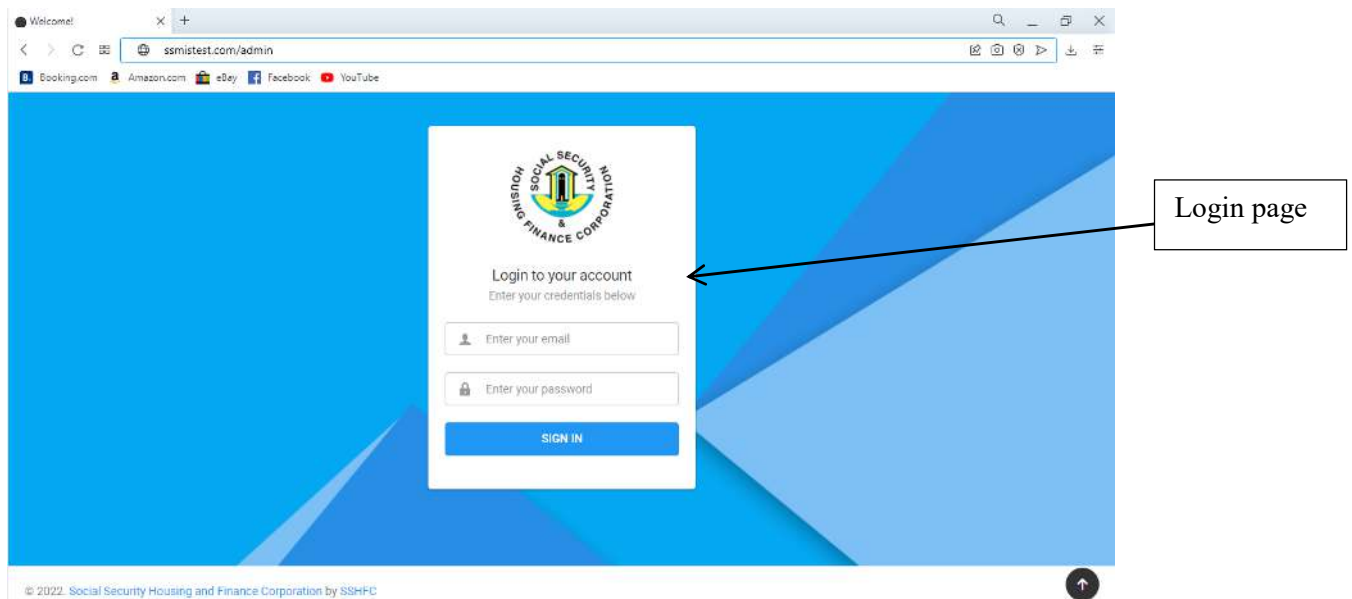 Welcome!
ssmistest.com/admin
B. Booking.com a Amazon.com eBay Facebook YouTube
SOCIAL SECURITY
HOUSING FINANCE CORPORATION
&
Login to your account
Enter your credentials below
Enter your email
Enter your password
SIGN IN
Login page
© 2022. Social Security Housing and Finance Corporation by SSHFC